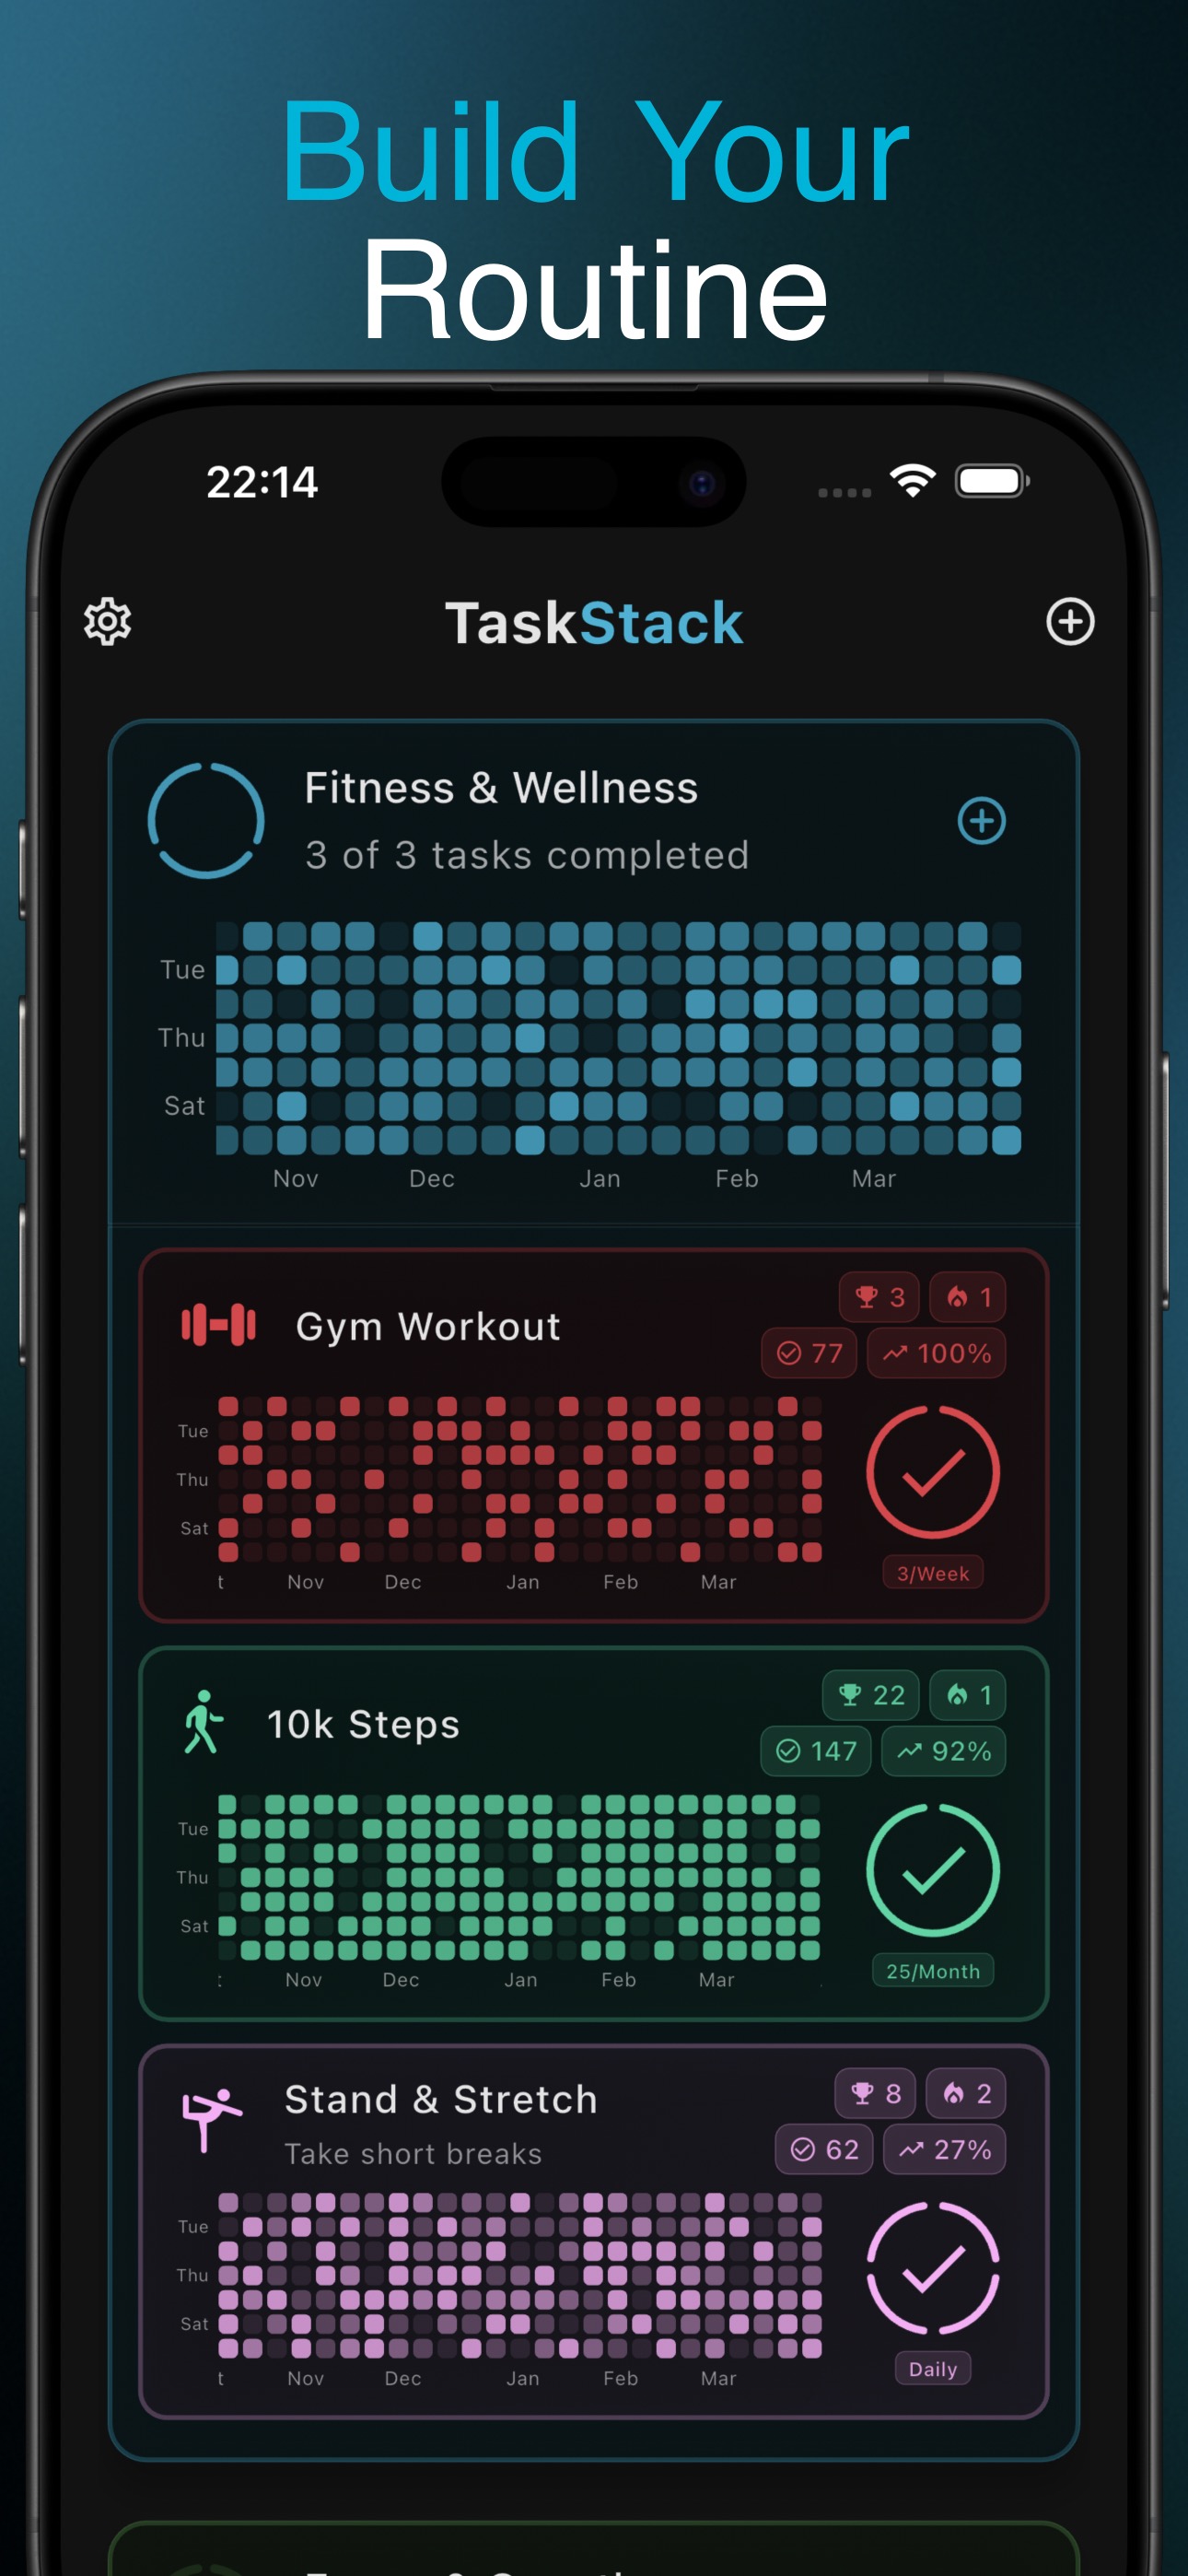 Build Your
Routine
22:14
TaskStack
Fitness & Wellness
3 of 3 tasks completed
Tue
Thu
Sat
Nov Dec Jan Feb Mar
Gym Workout
3 1
77 100%
Tue
Thu
Sat
t Nov Dec Jan Feb Mar
3/Week
10k Steps
22 1
147 92%
Tue
Thu
Sat
t Nov Dec Jan Feb Mar
25/Month
Stand & Stretch
Take short breaks
8 2
62 27%
Tue
Thu
Sat
t Nov Dec Jan Feb Mar
Daily